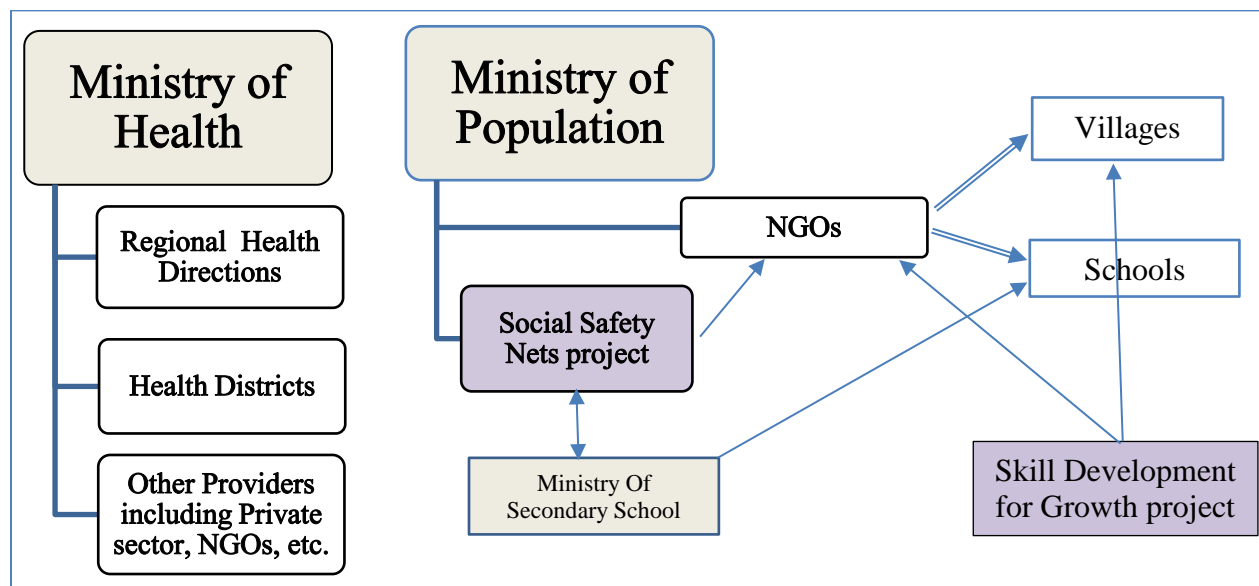 Ministry of
Health
Regional Health
Directions
Health Districts
Other Providers
including Private
sector, NGOs, etc.
Ministry of
Population
NGOs
Social Safety
Nets project
Ministry Of
Secondary School
Villages
Schools
Skill Development
for Growth project